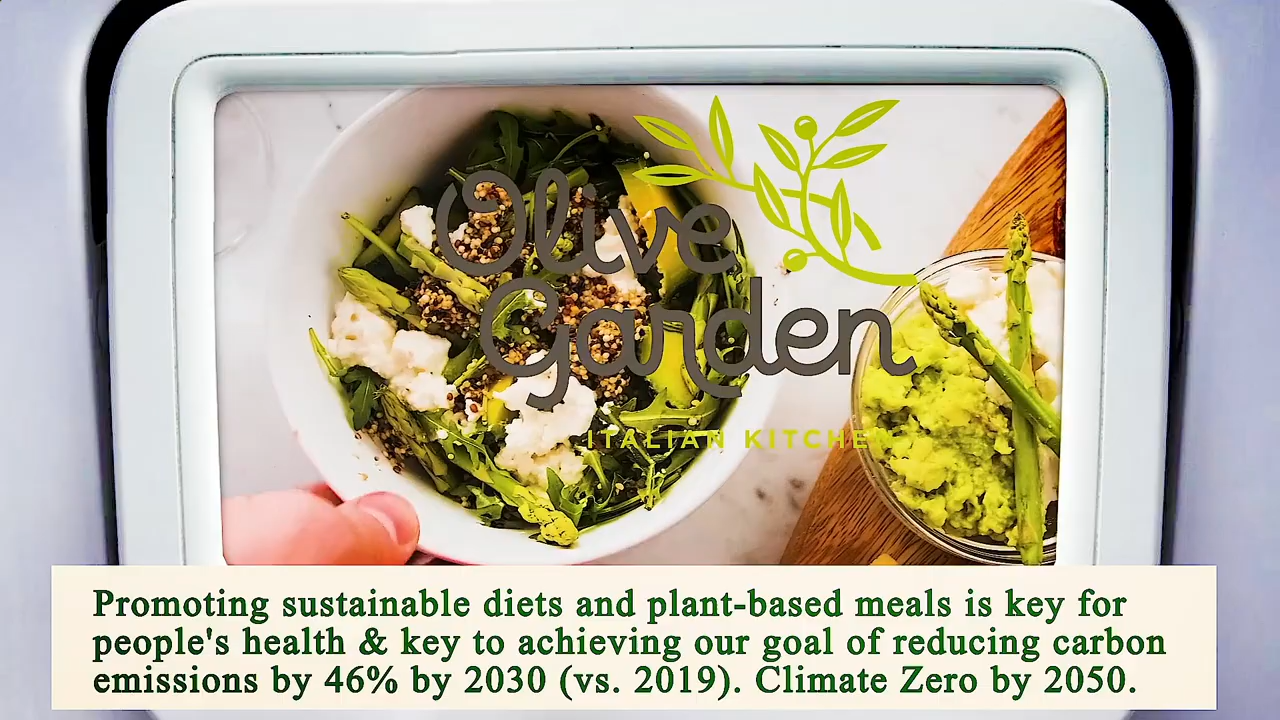 Olive
Garden
ITALIAN KITCHEN
Promoting sustainable diets and plant-based meals is key for
people's health & key to achieving our goal of reducing carbon
emissions by 46% by 2030 (vs. 2019). Climate Zero by 2050.